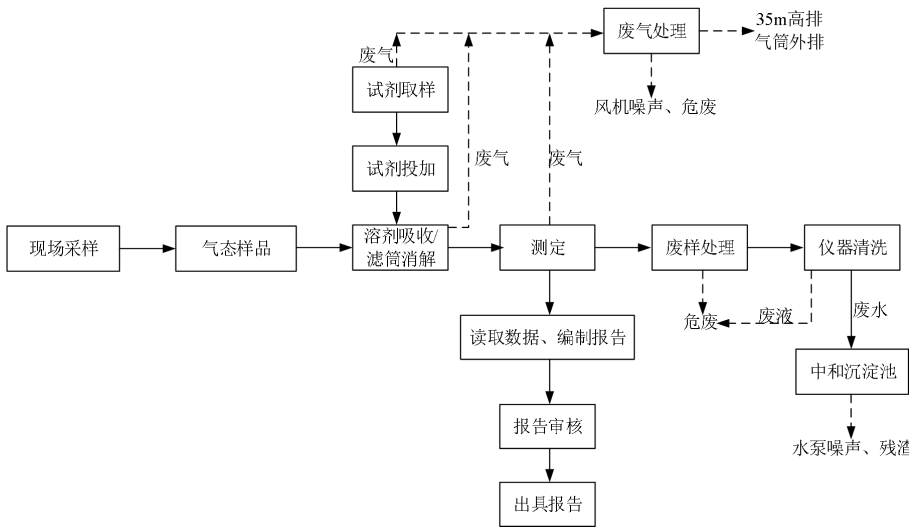 35m高排
气筒外排
废气处理
废气
试剂取样
风机噪声、危废
试剂投加
废气
废气
现场采样
气态样品
溶剂吸收/
滤筒消解
测定
废样处理
仪器清洗
危废
废液
废水
读取数据、编制报告
中和沉淀池
报告审核
水泵噪声、残渣
出具报告